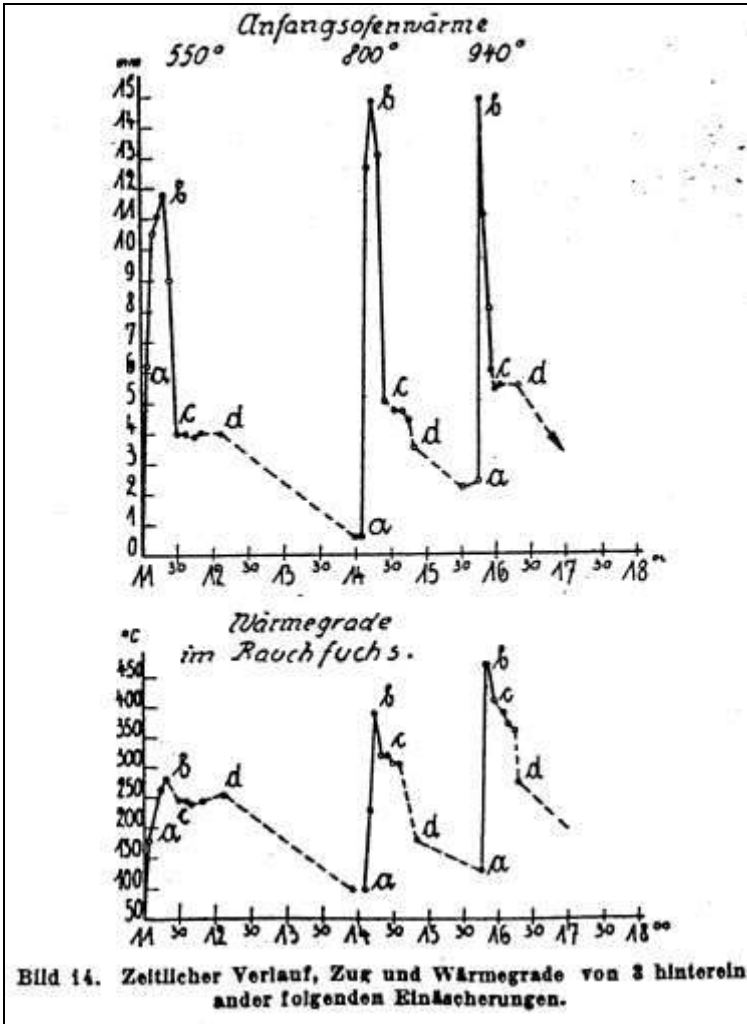 Anfangsofenwärme
mm 550° 800° 940°
15
14
13
12
11
10
9
8
7
6
5
4
3
2
1
0
a b c d a b c d a b c d
11 30 12 30 13 30 14 30 15 30 16 30 17 30 18
Wärmegrade
im Rauchfuchs.
°C
450
400
350
300
250
200
150
100
50
a b c d a b c d a b c d
11 30 12 30 13 30 14 30 15 30 16 30 17 30 18 00
Bild 14. Zeitlicher Verlauf, Zug und Wärmegrade von 3 hinterein
ander folgenden Einäscherungen.